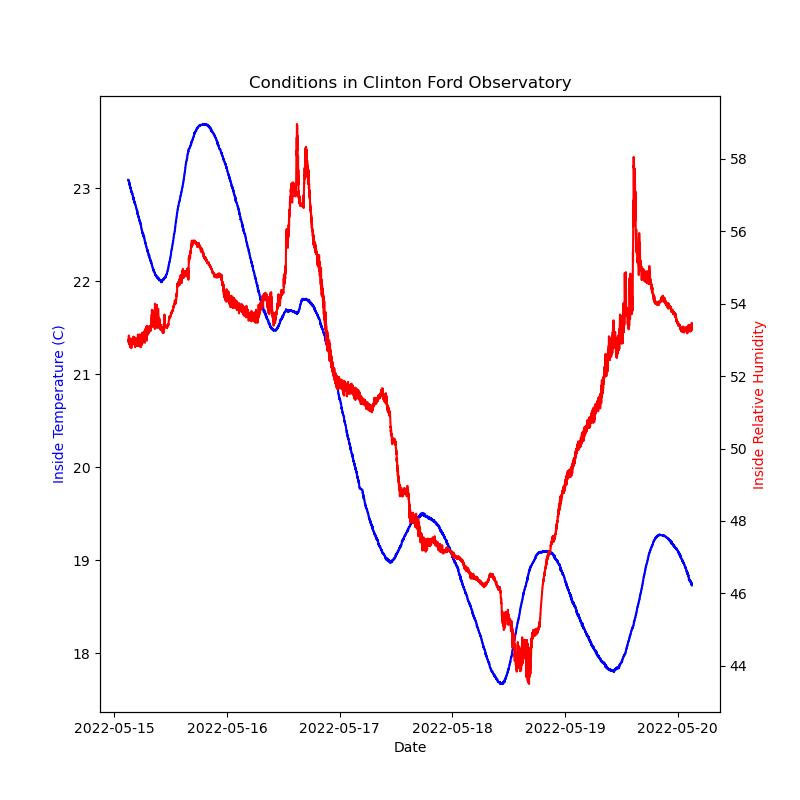 Conditions in Clinton Ford Observatory
Inside Temperature (C)
23
22
21
20
19
18
58
56
54
52
50
48
46
44
Inside Relative Humidity
2022-05-15 2022-05-16 2022-05-17 2022-05-18 2022-05-19 2022-05-20
Date